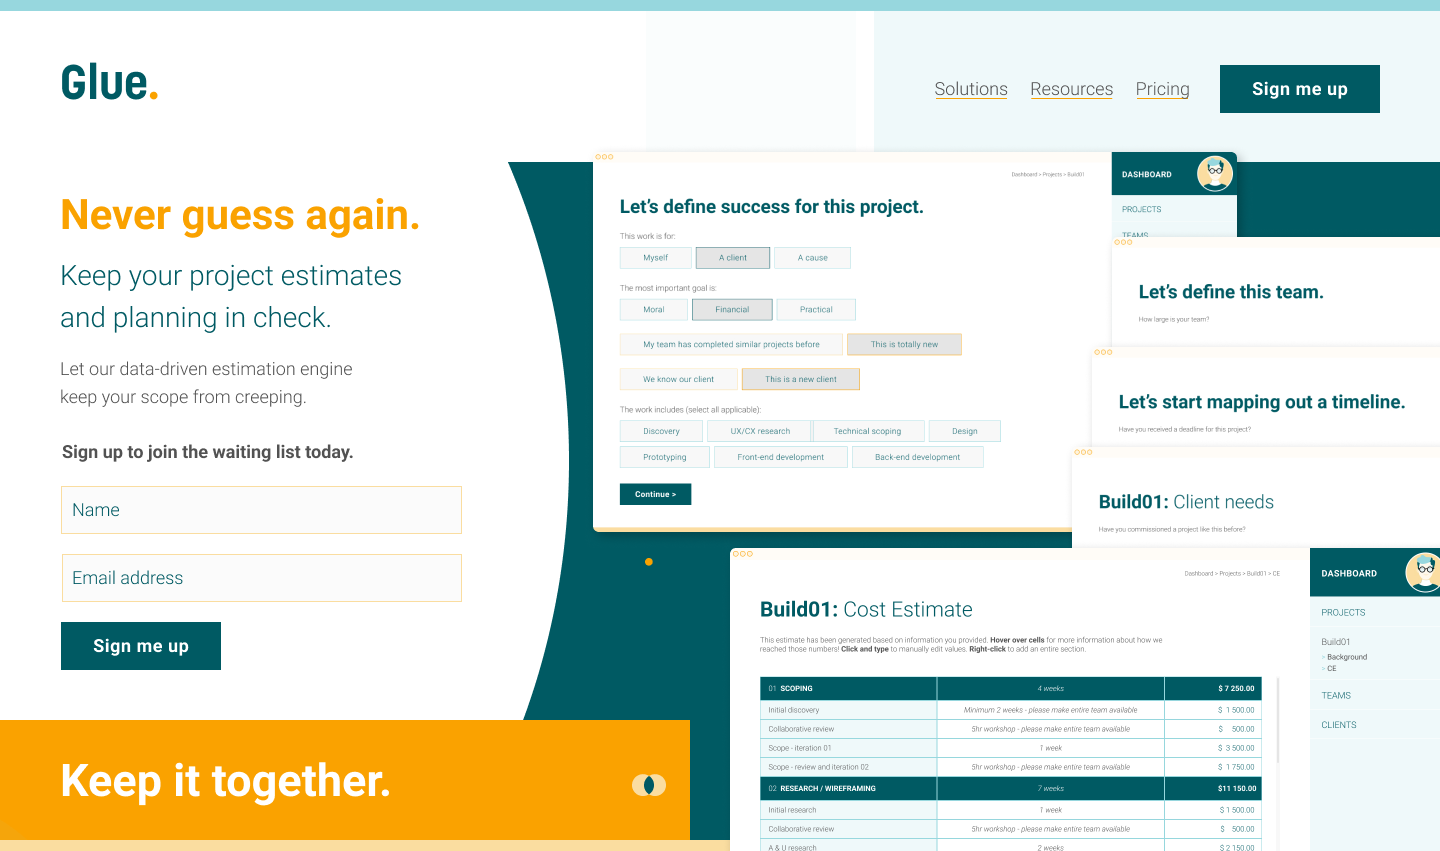 Glue.
Solutions
Resources
Pricing
Sign me up
Never guess again.
Keep your project estimates
and planning in check.
Let our data-driven estimation engine
keep your scope from creeping.
Sign up to join the waiting list today.
Name
Email address
Sign me up
Keep it together.
Dashboard > Projects > Build01
Let's define success for this project.
This work is for:
Myself
A client
A cause
The most important goal is:
Moral
Financial
Practical
My team has completed similar projects before
This is totally new
We know our client
This is a new client
The work includes (select all applicable):
Discovery
UX/CX research
Technical scoping
Design
Prototyping
Front-end development
Back-end development
Continue >
DASHBOARD
PROJECTS
TEAMS
Let's define this team.
How large is your team?
Let's start mapping out a timeline.
Have you received a deadline for this project?
Build01: Client needs
Have you commissioned a project like this before?
Dashboard > Projects > Build01 > CE
Build01: Cost Estimate
This estimate has been generated based on information you provided. Hover over cells for more information about how we
reached those numbers! Click and type to manually edit values. Right-click to add an entire section.
01 SCOPING 4 weeks $ 7 250.00
Initial discovery Minimum 2 weeks - please make entire team available $ 1 500.00
Collaborative review 5hr workshop - please make entire team available $ 500.00
Scope - iteration 01 1 week $ 3 500.00
Scope - review and iteration 02 5hr workshop - please make entire team available $ 1 750.00
02 RESEARCH / WIREFRAMING 7 weeks $11 150.00
Initial research 1 week $ 1 500.00
Collaborative review 5hr workshop - please make entire team available $ 500.00
A & U research 2 weeks $ 2 150.00
DASHBOARD
PROJECTS
Build01
> Background
> CE
TEAMS
CLIENTS